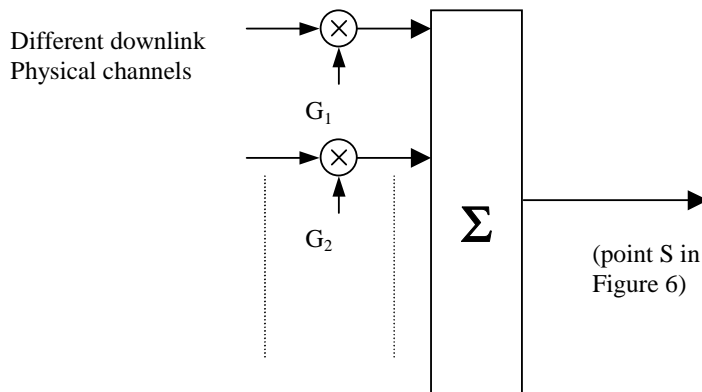 Different downlink
Physical channels
G₁
G₂
Σ
(point S in
Figure 6)